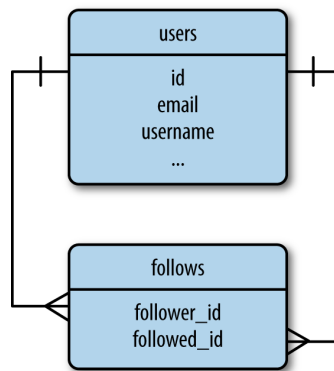 users
id
email
username
...
follows
follower_id
followed_id